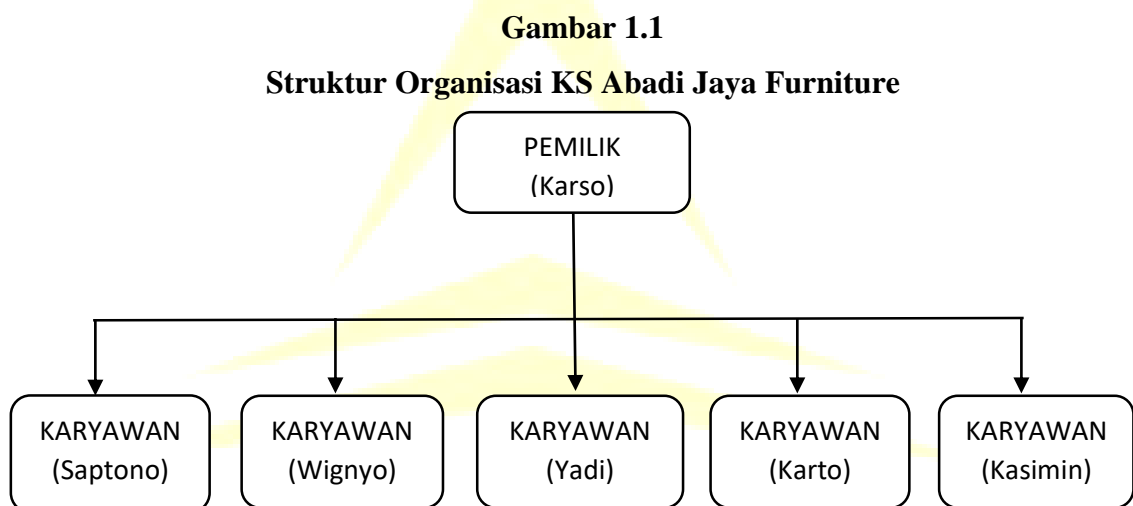 Gambar 1.1
Struktur Organisasi KS Abadi Jaya Furniture
PEMILIK
(Karso)
KARYAWAN
(Saptono)
KARYAWAN
(Wignyo)
KARYAWAN
(Yadi)
KARYAWAN
(Karto)
KARYAWAN
(Kasimin)